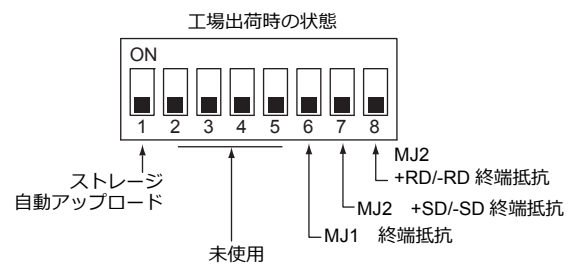 工場出荷時の状態
ON
1 2 3 4 5 6 7 8
MJ2
+RD/-RD 終端抵抗
ストレージ
自動アップロード
MJ2 +SD/-SD 終端抵抗
MJ1 終端抵抗
未使用